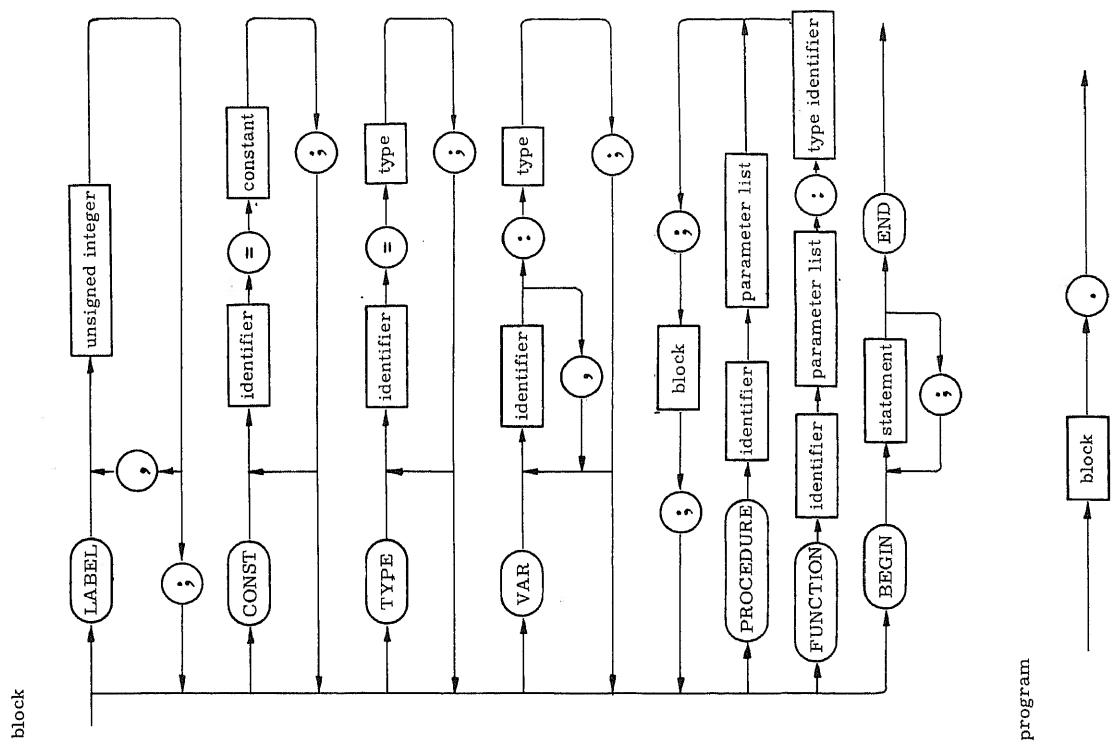 block
LABEL unsigned integer
,
;
CONST identifier = constant
;
TYPE identifier = type
;
VAR identifier : type
,
;
; block ;
PROCEDURE identifier parameter list
FUNCTION identifier parameter list : type identifier
BEGIN statement END
;
program
block .